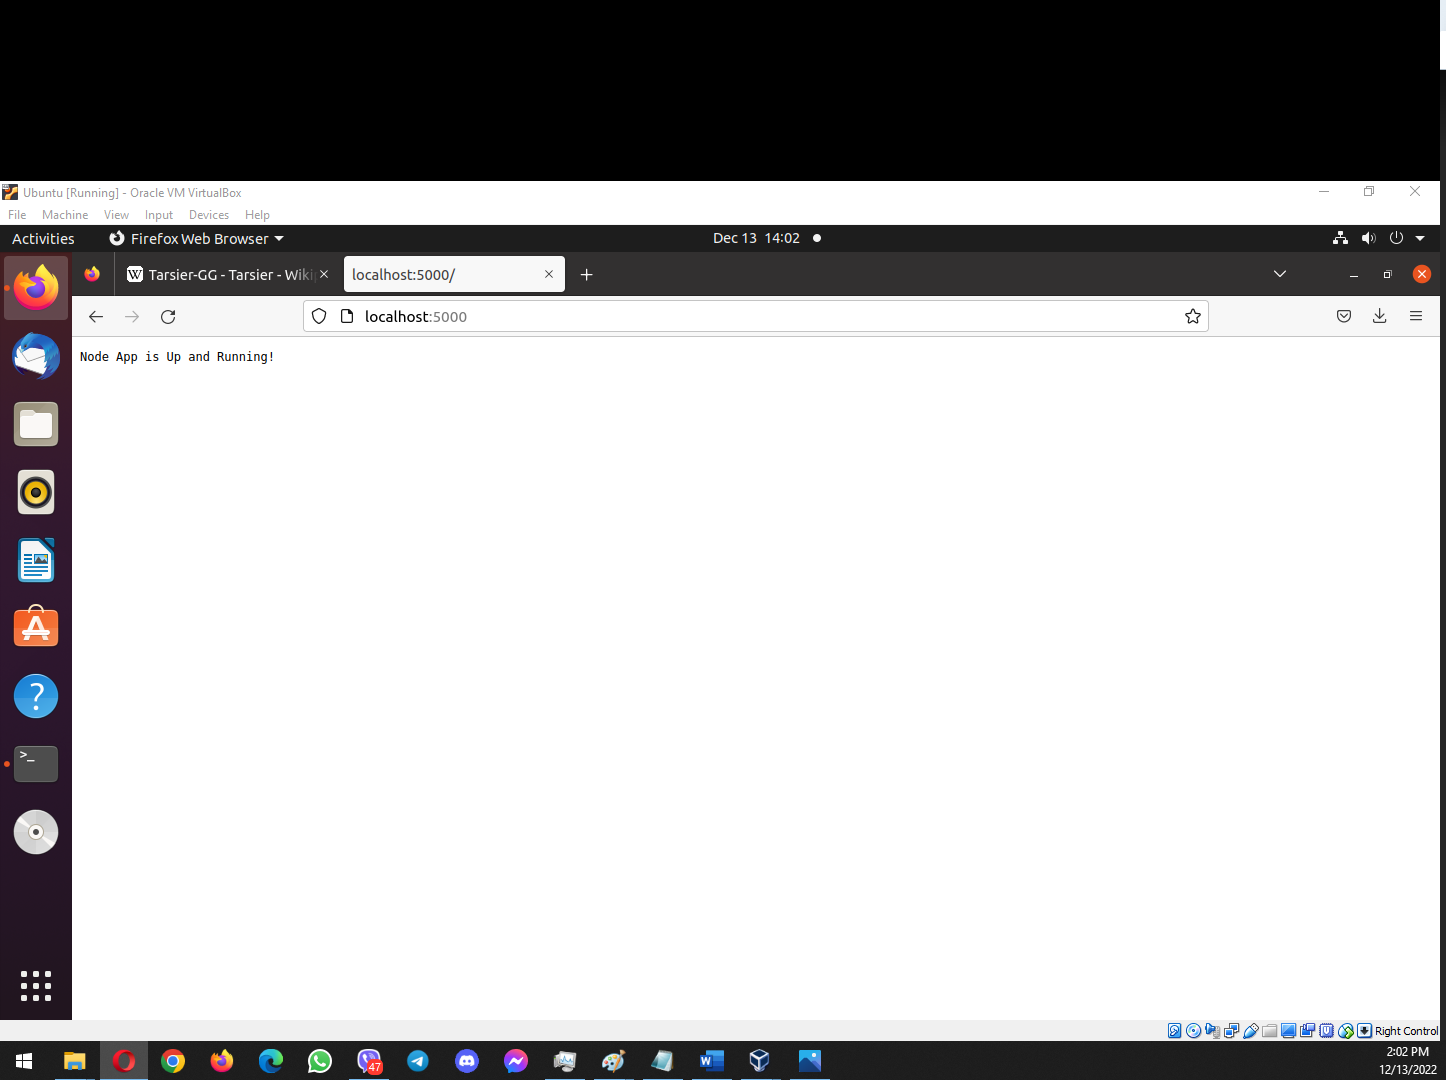 Ubuntu [Running] - Oracle VM VirtualBox
File Machine View Input Devices Help
Activities Firefox Web Browser Dec 13 14:02
Tarsier-GG - Tarsier - Wiki localhost:5000/
localhost:5000
Node App is Up and Running!
Right Control
47
2:02 PM
12/13/2022